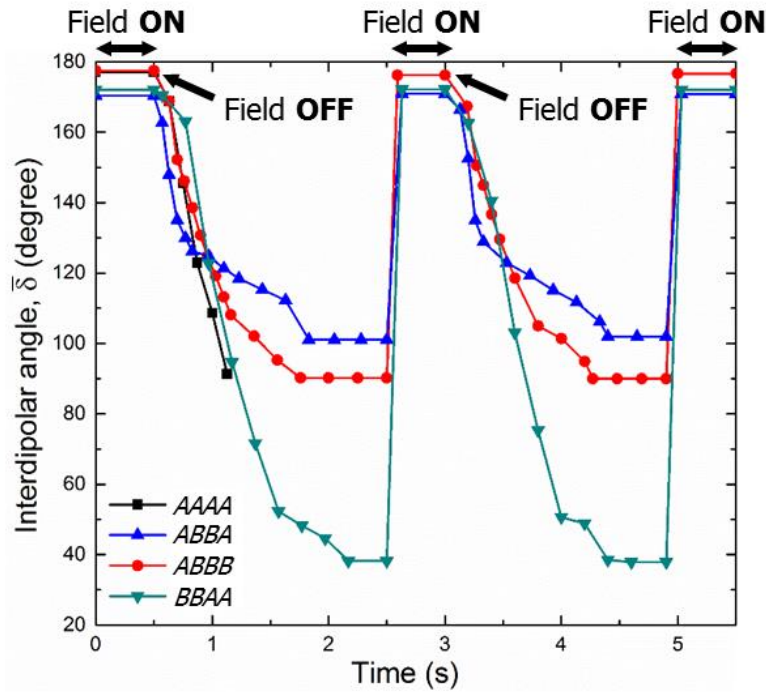 Field ON Field ON Field ON
180
160
140
120
100
80
60
40
20
Interdipolar angle, δ̄ (degree)
Field OFF Field OFF
AAAA
ABBA
ABBB
BBAA
0 1 2 3 4 5
Time (s)